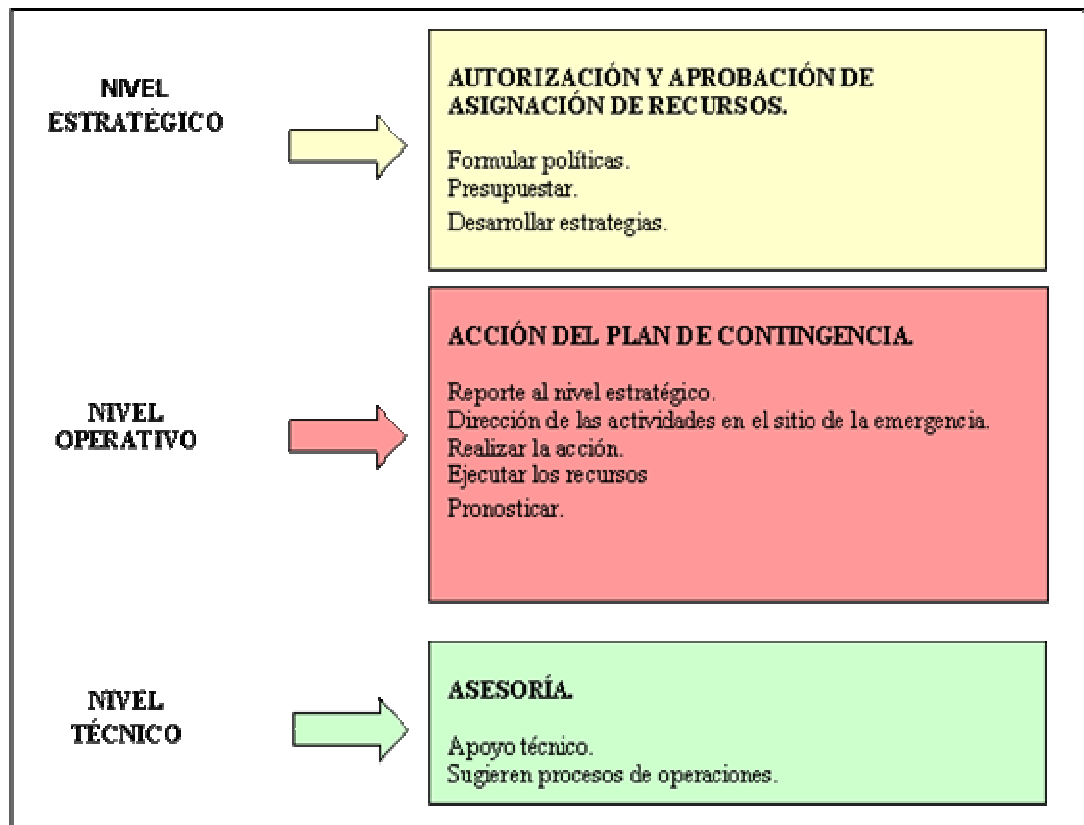 NIVEL
ESTRATÉGICO
AUTORIZACIÓN Y APROBACIÓN DE
ASIGNACIÓN DE RECURSOS.
Formular políticas.
Presupuestar.
Desarrollar estrategias.
NIVEL
OPERATIVO
ACCIÓN DEL PLAN DE CONTINGENCIA.
Reporte al nivel estratégico.
Dirección de las actividades en el sitio de la emergencia.
Realizar la acción.
Ejecutar los recursos
Pronosticar.
NIVEL
TÉCNICO
ASESORÍA.
Apoyo técnico.
Sugieren procesos de operaciones.